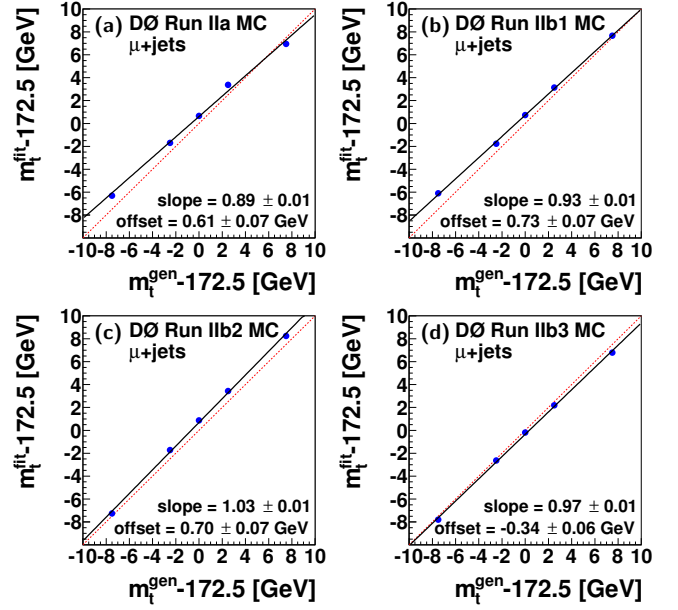 (a) DØ Run IIa MC
μ+jets
10
8
6
4
2
0
-2
-4
-6
-8
m_t^fit-172.5 [GeV]
slope = 0.89 ± 0.01
offset = 0.61 ± 0.07 GeV
-10 -8 -6 -4 -2 0 2 4 6 8 10
m_t^gen-172.5 [GeV]
(b) DØ Run IIb1 MC
μ+jets
10
8
6
4
2
0
-2
-4
-6
-8
m_t^fit-172.5 [GeV]
slope = 0.93 ± 0.01
offset = 0.73 ± 0.07 GeV
-10 -8 -6 -4 -2 0 2 4 6 8 10
m_t^gen-172.5 [GeV]
(c) DØ Run IIb2 MC
μ+jets
10
8
6
4
2
0
-2
-4
-6
-8
m_t^fit-172.5 [GeV]
slope = 1.03 ± 0.01
offset = 0.70 ± 0.07 GeV
-10 -8 -6 -4 -2 0 2 4 6 8 10
m_t^gen-172.5 [GeV]
(d) DØ Run IIb3 MC
μ+jets
10
8
6
4
2
0
-2
-4
-6
-8
m_t^fit-172.5 [GeV]
slope = 0.97 ± 0.01
offset = -0.34 ± 0.06 GeV
-10 -8 -6 -4 -2 0 2 4 6 8 10
m_t^gen-172.5 [GeV]